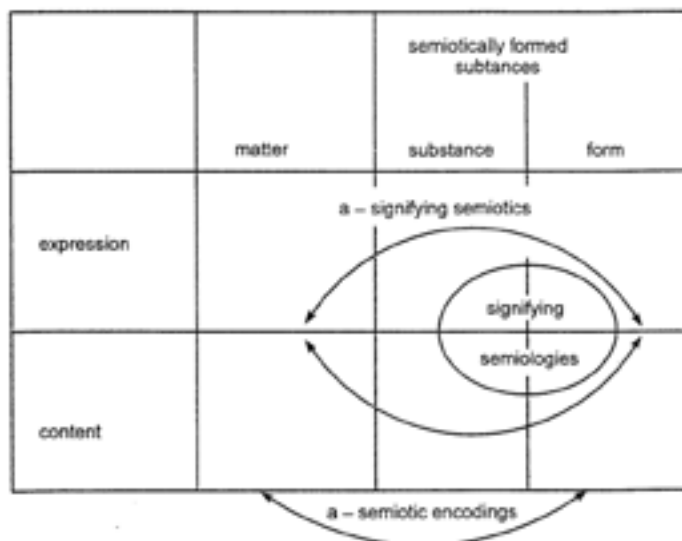 semiotically formed
subtances
matter
substance
form
a – signifying semiotics
expression
signifying
semiologies
content
a – semiotic encodings